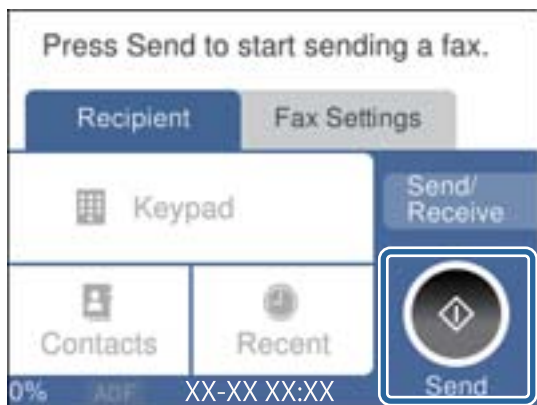 Press Send to start sending a fax.
Recipient
Fax Settings
Keypad
Send/
Receive
Contacts
Recent
0%
ADF
XX-XX XX:XX
Send